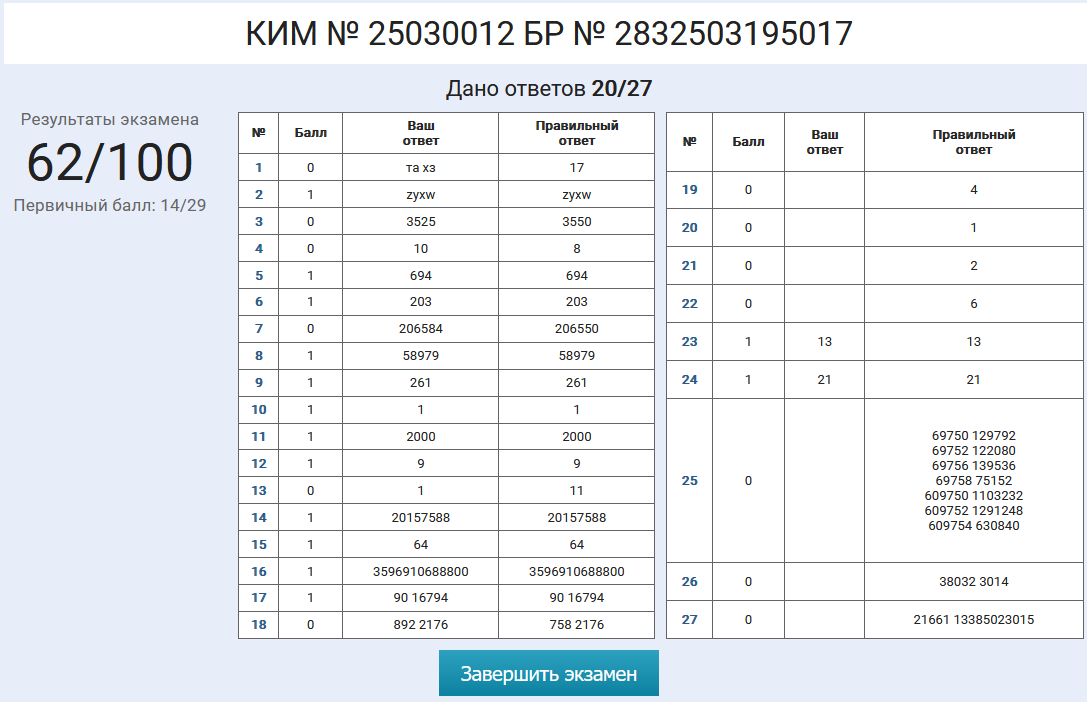 КИМ № 25030012 БР № 2832503195017
Дано ответов 20/27
Результаты экзамена
62/100
Первичный балл: 14/29
№ Балл Ваш ответ Правильный ответ
1 0 та хз 17
2 1 zyxw zyxw
3 0 3525 3550
4 0 10 8
5 1 694 694
6 1 203 203
7 0 206584 206550
8 1 58979 58979
9 1 261 261
10 1 1 1
11 1 2000 2000
12 1 9 9
13 0 1 11
14 1 20157588 20157588
15 1 64 64
16 1 3596910688800 3596910688800
17 1 90 16794 90 16794
18 0 892 2176 758 2176
№ Балл Ваш ответ Правильный ответ
19 0 4
20 0 1
21 0 2
22 0 6
23 1 13 13
24 1 21 21
25 0 69750 129792
69752 122080
69756 139536
69758 75152
609750 1103232
609752 1291248
609754 630840
26 0 38032 3014
27 0 21661 13385023015
Завершить экзамен